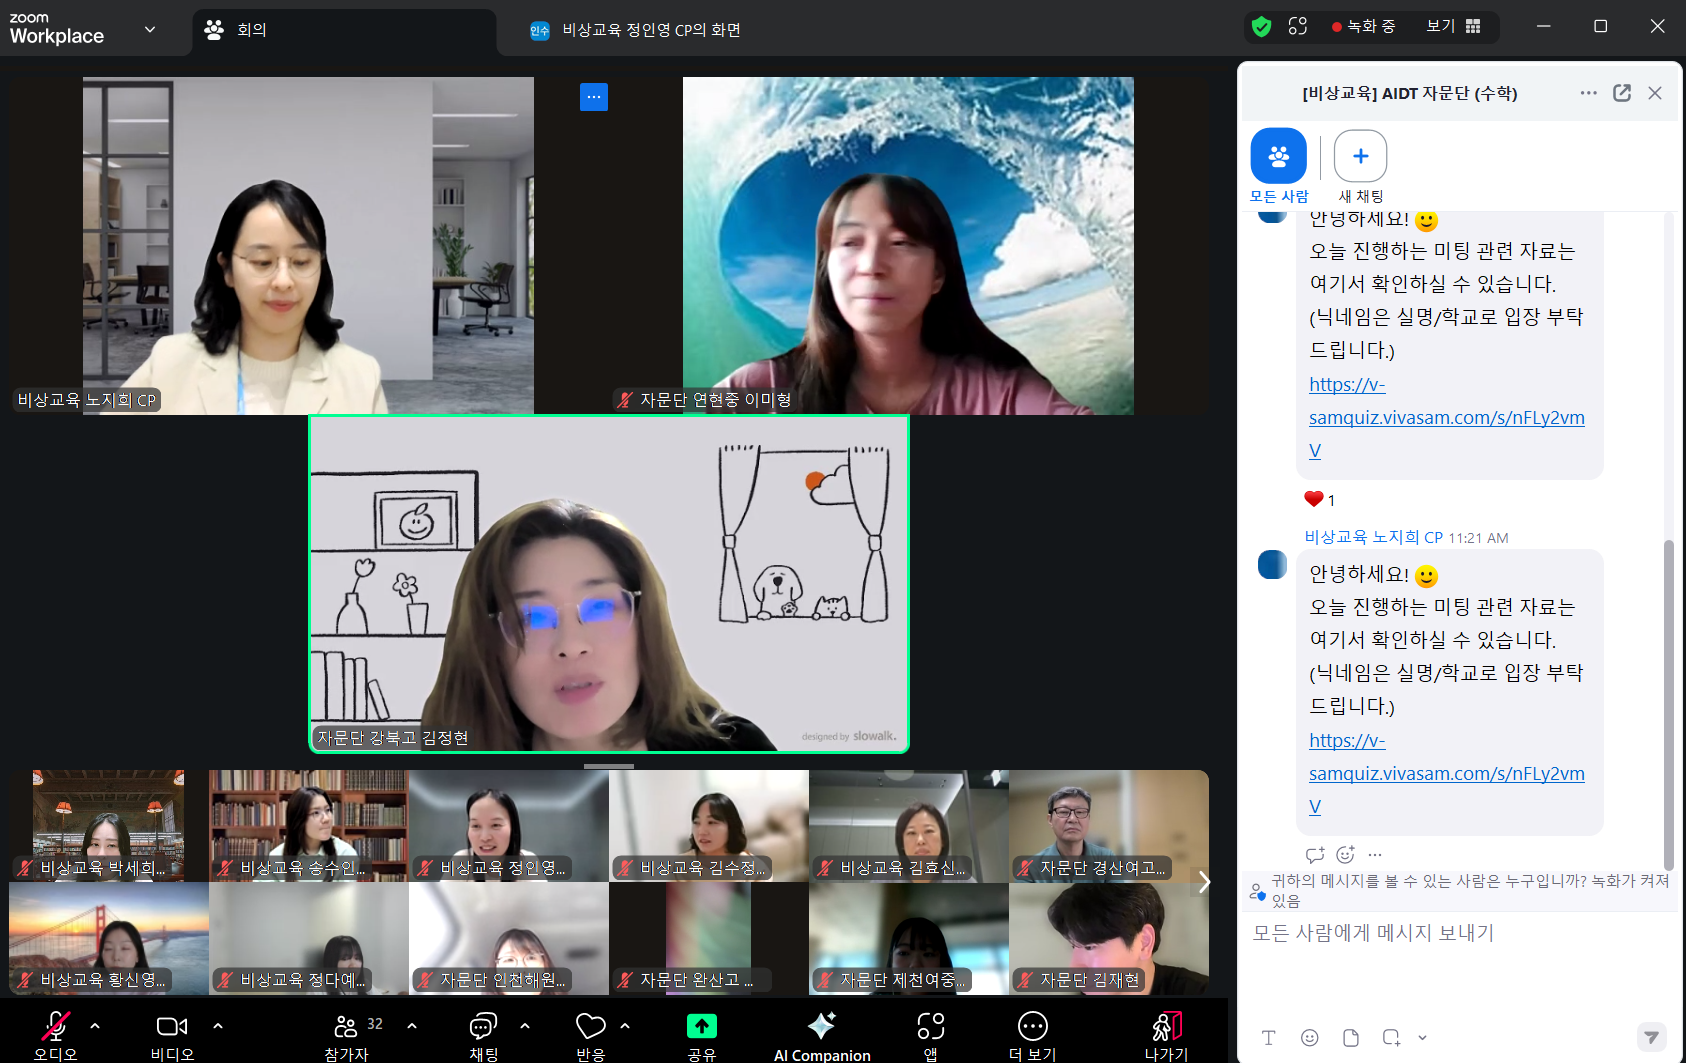 zoom
Workplace
회의
인수 비상교육 정인영 CP의 화면
녹화 중
보기
비상교육 노지희 CP
자문단 연현중 이미형
designed by slowalk.
자문단 강북고 김정현
비상교육 박세희...
비상교육 송수인...
비상교육 정인영...
비상교육 김수정...
비상교육 김효신...
자문단 경산여고...
비상교육 황신영...
비상교육 정다예...
자문단 인천해원...
자문단 완산고 ...
자문단 제천여중...
자문단 김재현
오디오
비디오
32
참가자
채팅
반응
공유
AI Companion
앱
더 보기
나가기
[비상교육] AIDT 자문단 (수학)
모든 사람
새 채팅
안녕하세요!
오늘 진행하는 미팅 관련 자료는
여기서 확인하실 수 있습니다.
(닉네임은 실명/학교로 입장 부탁
드립니다.)
https://v-
samquiz.vivasam.com/s/nFLy2vm
V
1
비상교육 노지희 CP 11:21 AM
안녕하세요!
오늘 진행하는 미팅 관련 자료는
여기서 확인하실 수 있습니다.
(닉네임은 실명/학교로 입장 부탁
드립니다.)
https://v-
samquiz.vivasam.com/s/nFLy2vm
V
귀하의 메시지를 볼 수 있는 사람은 누구입니까? 녹화가 켜져
있음
모든 사람에게 메시지 보내기